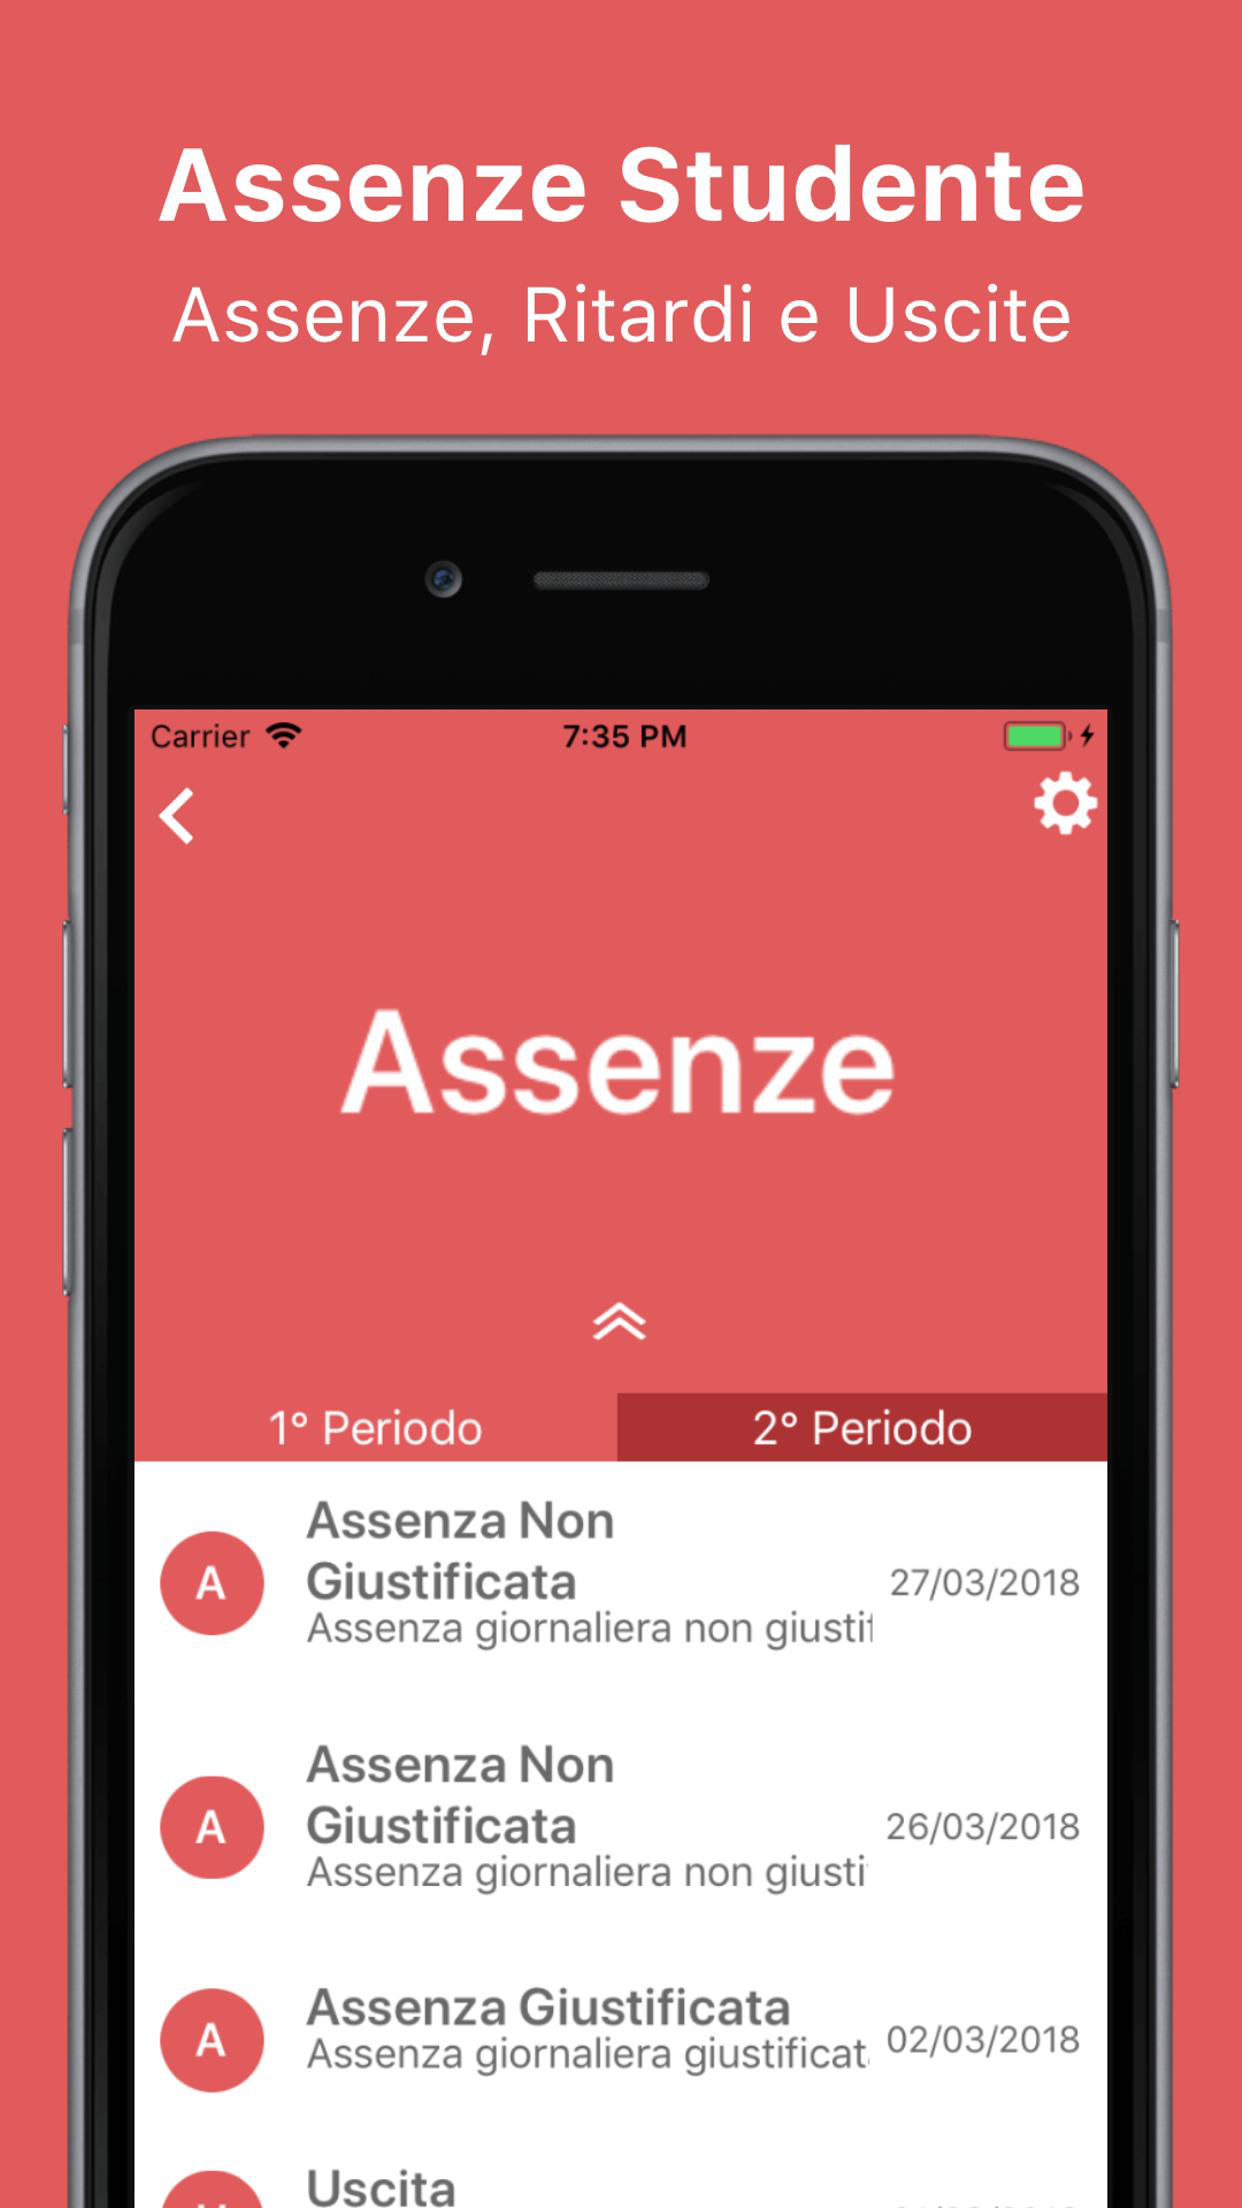 Assenze Studente
Assenze, Ritardi e Uscite
Carrier 7:35 PM
Assenze
1° Periodo 2° Periodo
Assenza Non
Giustificata
A 27/03/2018
Assenza giornaliera non giusti
Assenza Non
Giustificata
A 26/03/2018
Assenza giornaliera non giusti
Assenza Giustificata
A 02/03/2018
Assenza giornaliera giustificat
Uscita